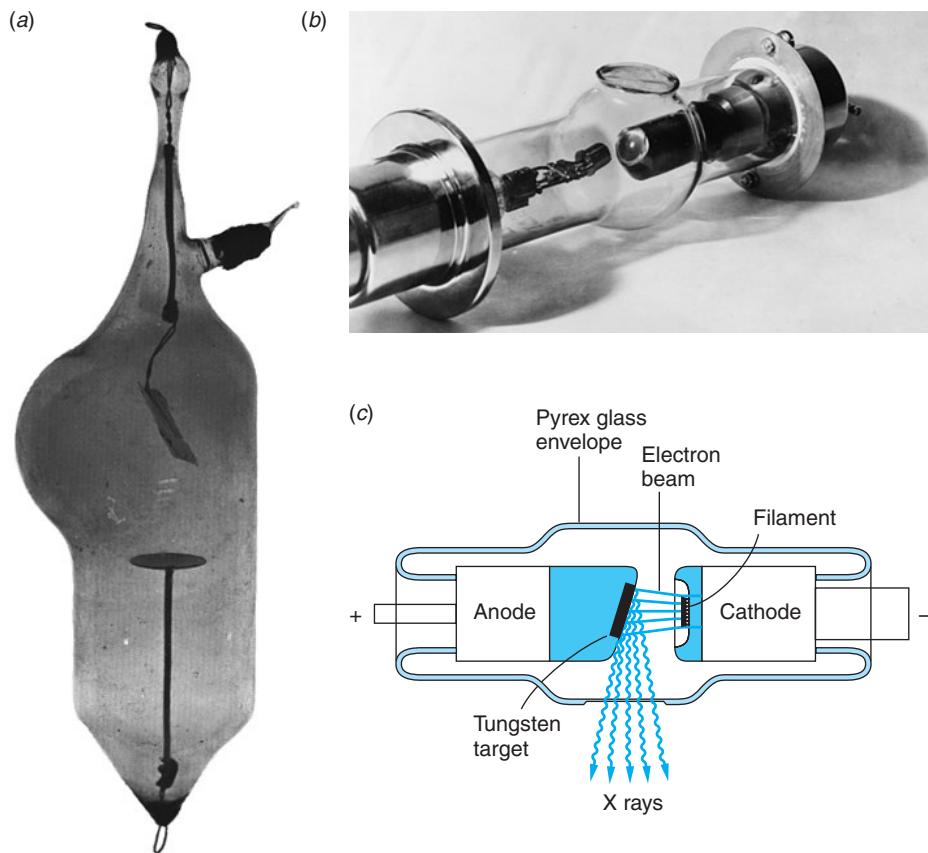 (a)
(b)
(c)
Pyrex glass
envelope
Electron
beam
Filament
+
Anode
Cathode
–
Tungsten
target
X rays